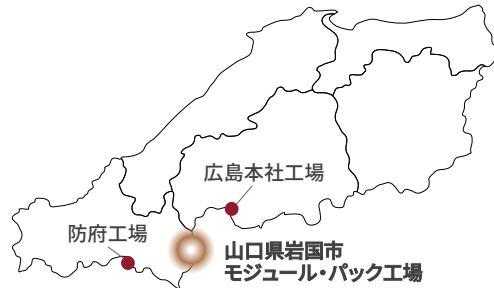 広島本社工場
防府工場
山口県岩国市
モジュール・パック工場